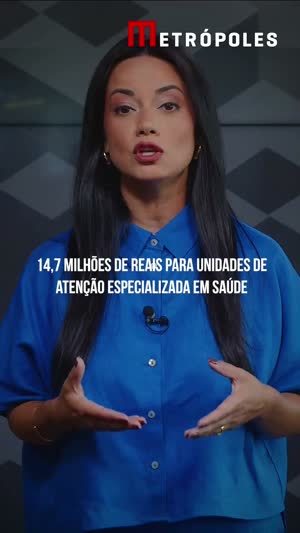 METRÓPOLES
14,7 MILHÕES DE REAIS PARA UNIDADES DE
ATENÇÃO ESPECIALIZADA EM SAÚDE